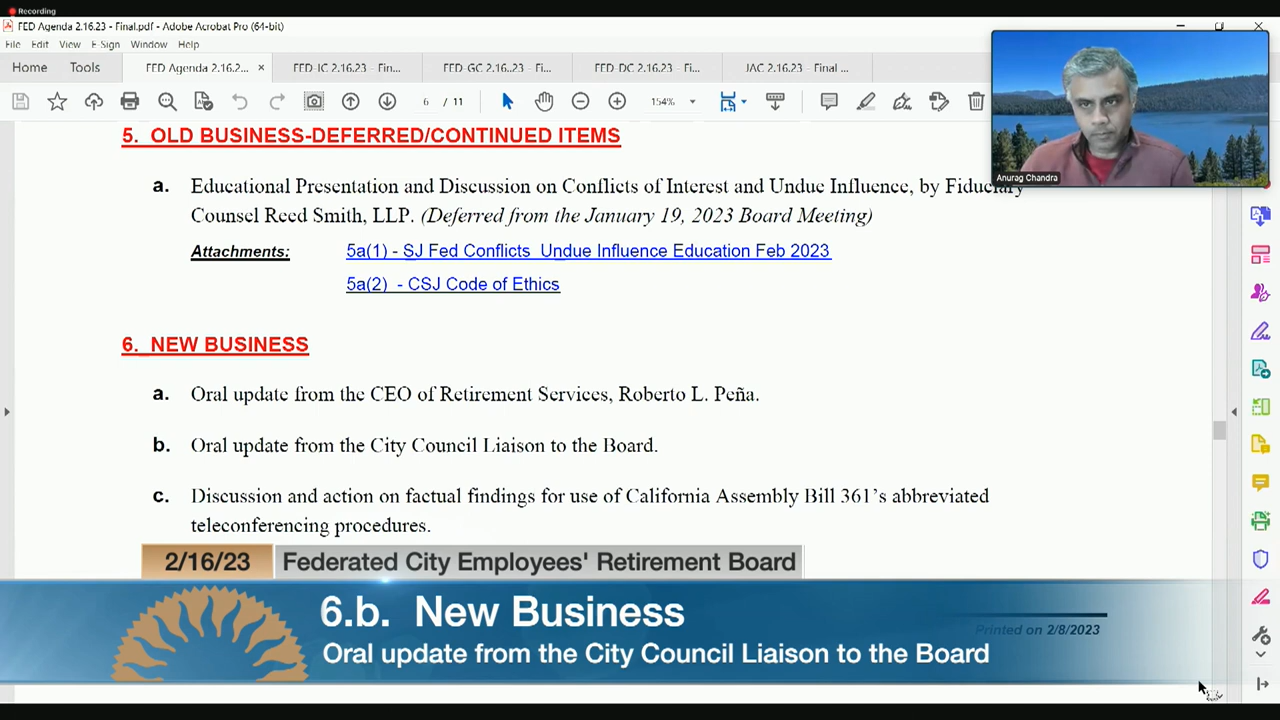 Recording
FED Agenda 2.16.23 - Final.pdf - Adobe Acrobat Pro (64-bit)
File Edit View E-Sign Window Help
Home Tools FED Agenda 2.16.2... × FED-IC 2.16.23 - Fin... FED-GC 2.16..23 - Fi... FED-DC 2.16.23 - Fi... JAC 2.16.23 - Final ...
6 / 11 154%
Anurag Chandra
5. OLD BUSINESS-DEFERRED/CONTINUED ITEMS
a. Educational Presentation and Discussion on Conflicts of Interest and Undue Influence, by Fiduciary
Counsel Reed Smith, LLP. (Deferred from the January 19, 2023 Board Meeting)
Attachments: 5a(1) - SJ Fed Conflicts Undue Influence Education Feb 2023
5a(2) - CSJ Code of Ethics
6. NEW BUSINESS
a. Oral update from the CEO of Retirement Services, Roberto L. Peña.
b. Oral update from the City Council Liaison to the Board.
c. Discussion and action on factual findings for use of California Assembly Bill 361's abbreviated
teleconferencing procedures.
2/16/23 Federated City Employees' Retirement Board
6.b. New Business
Printed on 2/8/2023
Oral update from the City Council Liaison to the Board